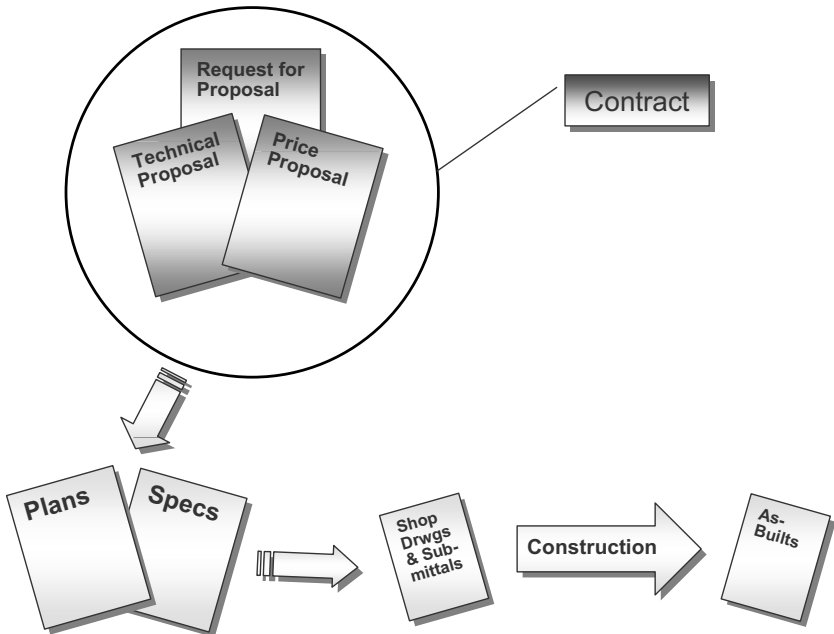 Request for
Proposal
Contract
Technical
Proposal
Price
Proposal
Plans
Specs
Shop
Drwgs
& Sub-
mittals
Construction
As-
Builts